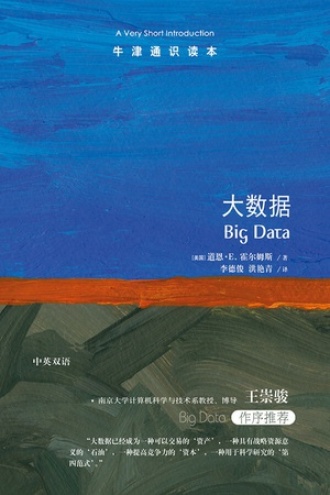 A Very Short Introduction
牛津通识读本
大数据
Big Data
[美国] 道恩·E. 霍尔姆斯 / 著
李德俊 洪艳青 / 译
中英双语
· 南京大学计算机科学与技术系教授、博导 王崇骏
Big Data 作序推荐
“大数据已经成为一种可以交易的‘资产’、一种具有战略资源意
义的‘石油’、一种提高竞争力的‘资本’、一种用于科学研究的‘第
四范式’。”